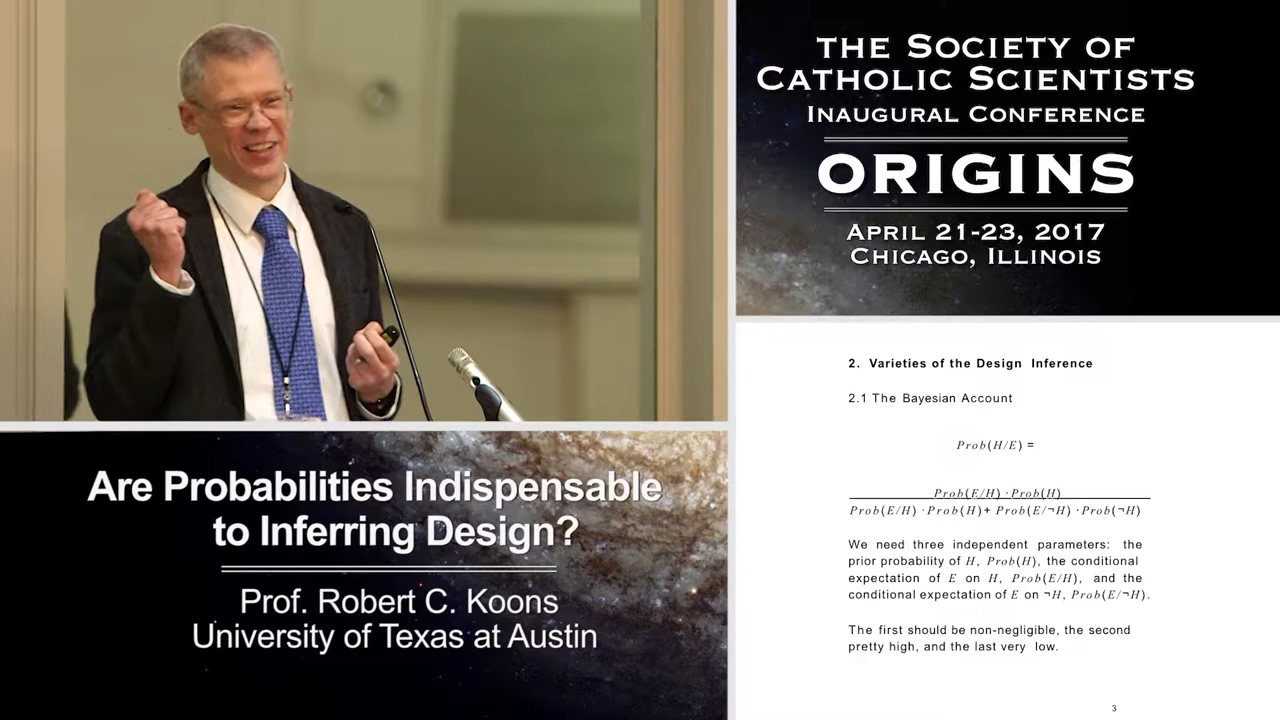 THE SOCIETY OF
CATHOLIC SCIENTISTS
INAUGURAL CONFERENCE
ORIGINS
APRIL 21-23, 2017
CHICAGO, ILLINOIS
Are Probabilities Indispensable
to Inferring Design?
Prof. Robert C. Koons
University of Texas at Austin
2. Varieties of the Design Inference
2.1 The Bayesian Account
Prob(H/E) =
Prob(E/H) · Prob(H)
Prob(E/H) · Prob(H) + Prob(E/¬H) · Prob(¬H)
We need three independent parameters: the
prior probability of H, Prob(H), the conditional
expectation of E on H, Prob(E/H), and the
conditional expectation of E on ¬H, Prob(E/¬H).
The first should be non-negligible, the second
pretty high, and the last very low.
3